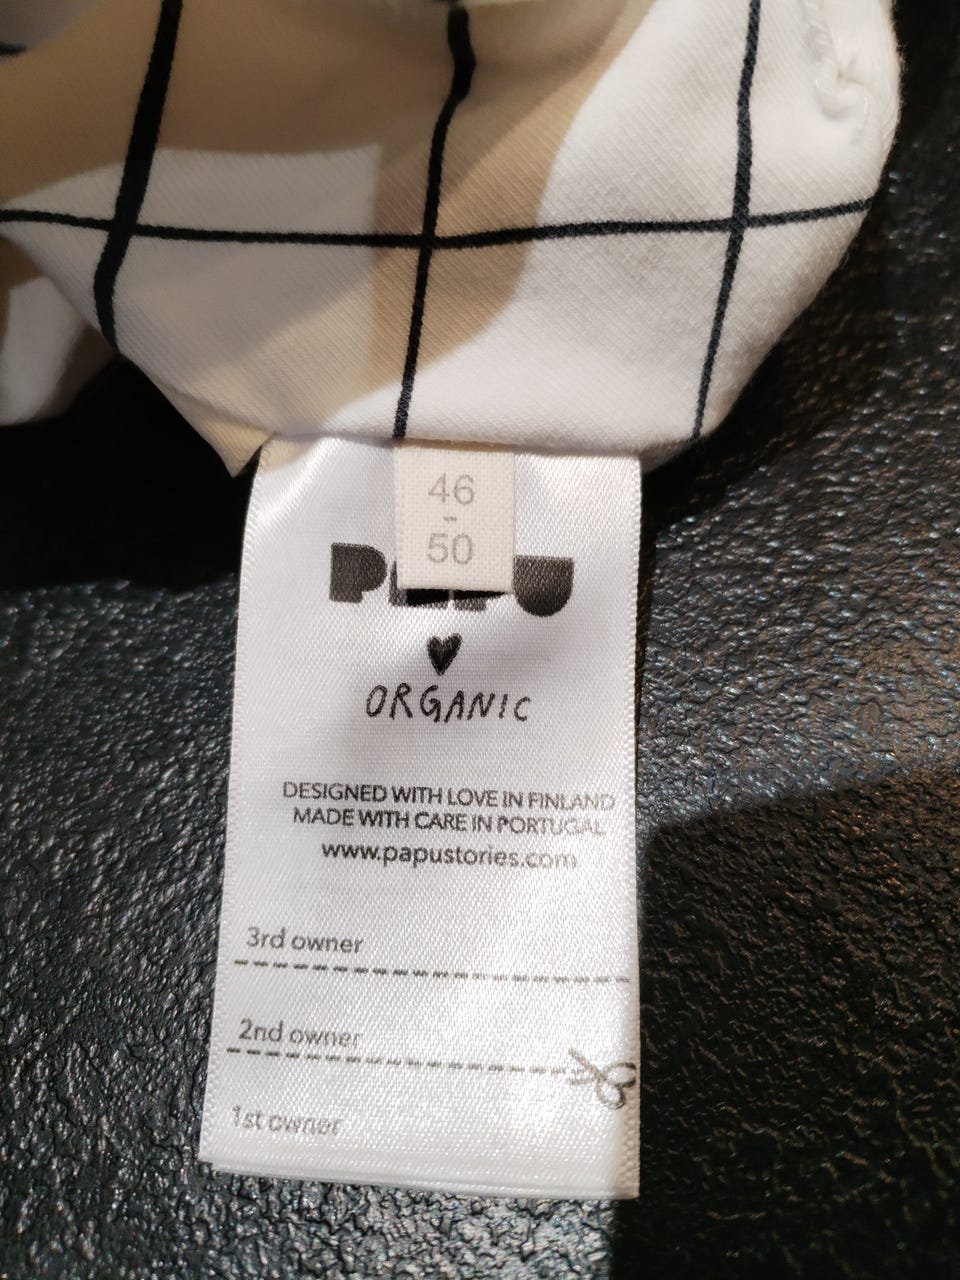 46
-
50
PAPU
ORGANIC
DESIGNED WITH LOVE IN FINLAND
MADE WITH CARE IN PORTUGAL
www.papustories.com
3rd owner
2nd owner
1st owner